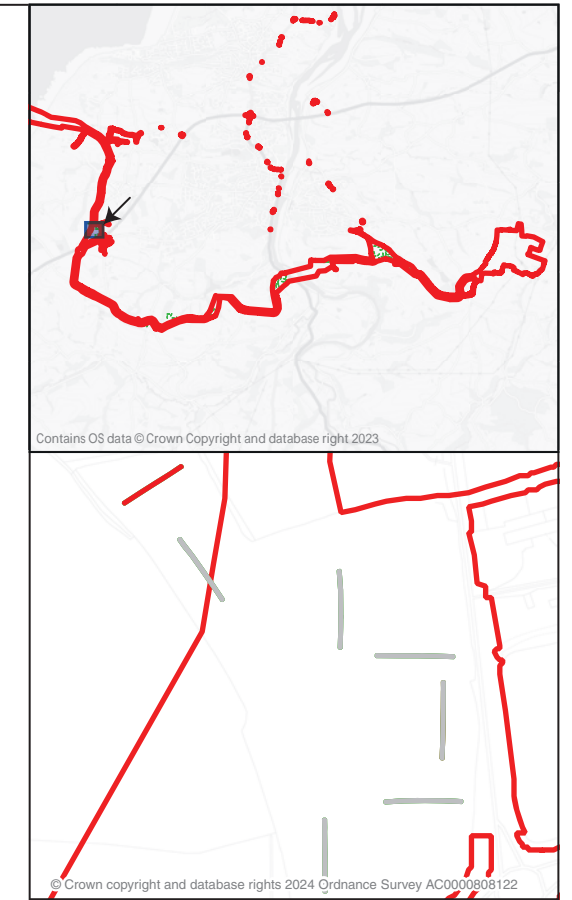 Contains OS data © Crown Copyright and database right 2023
© Crown copyright and database rights 2024 Ordnance Survey AC0000808122